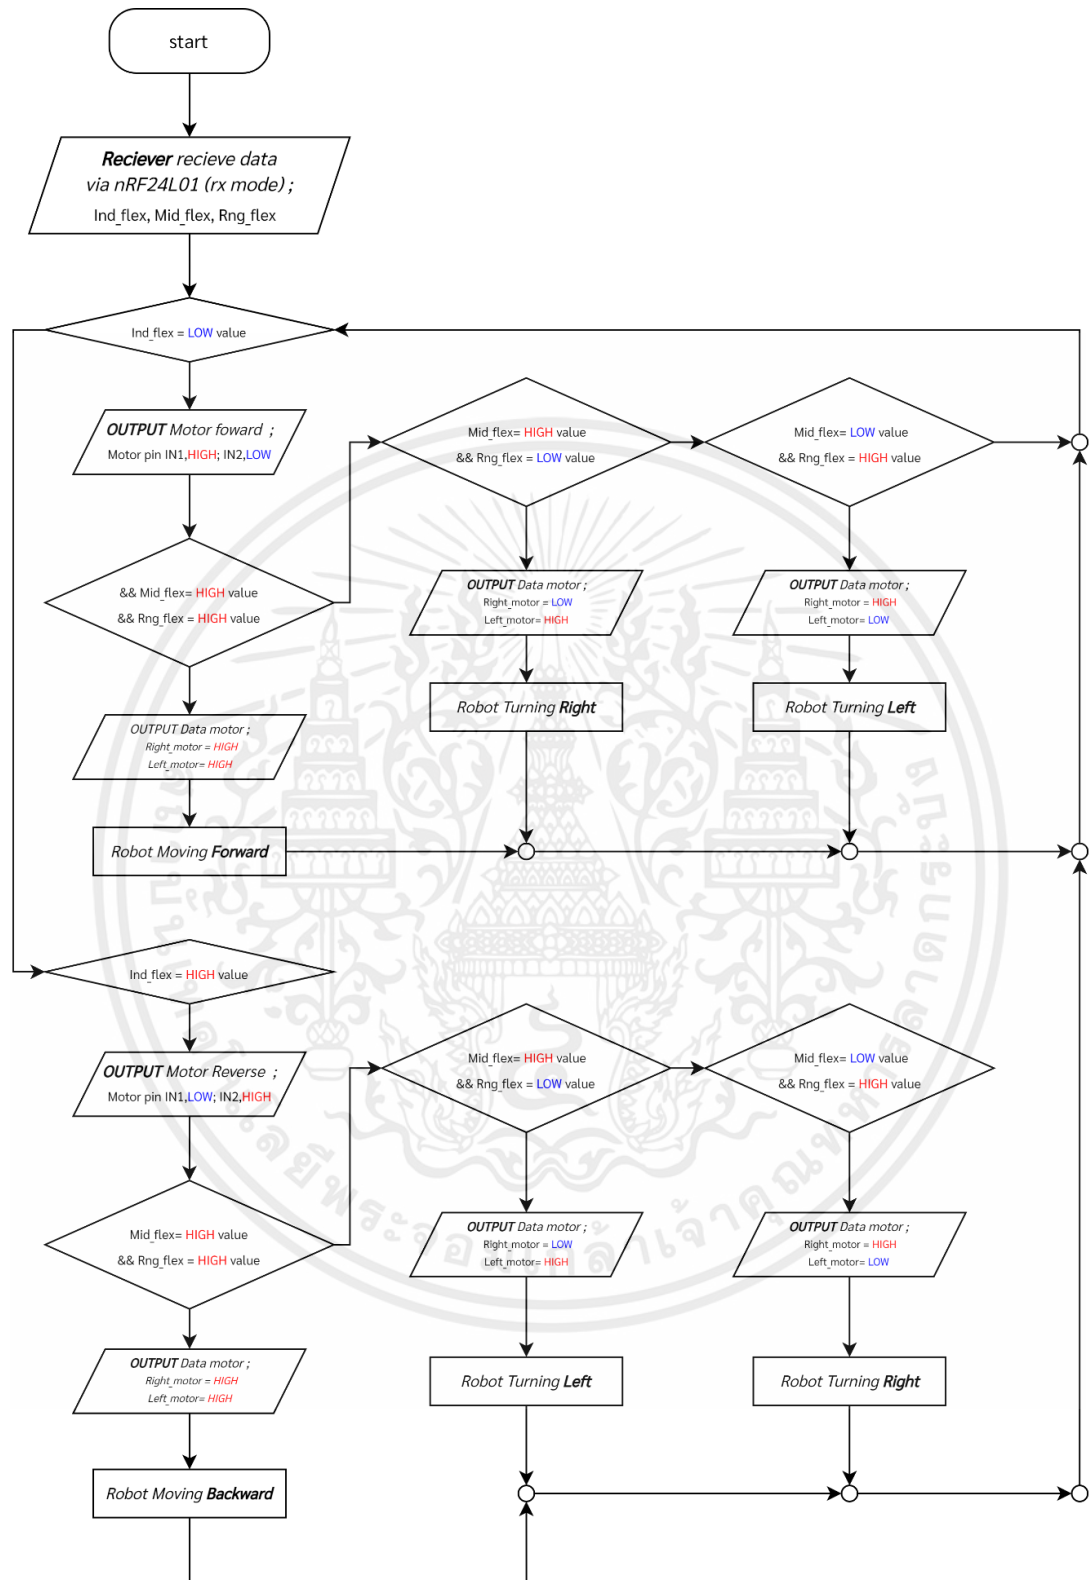 start
Reciever recieve data
via nRF24L01 (rx mode) ;
Ind_flex, Mid_flex, Rng_flex
Ind_flex = LOW value
OUTPUT Motor foward ;
Motor pin IN1,HIGH; IN2,LOW
Mid_flex= HIGH value
&& Rng_flex = LOW value
Mid_flex= LOW value
&& Rng_flex = HIGH value
&& Mid_flex= HIGH value
&& Rng_flex = HIGH value
OUTPUT Data motor ;
Right_motor = LOW
Left_motor= HIGH
OUTPUT Data motor ;
Right_motor = HIGH
Left_motor= LOW
Robot Turning Right
Robot Turning Left
OUTPUT Data motor ;
Right_motor = HIGH
Left_motor= HIGH
Robot Moving Forward
Ind_flex = HIGH value
OUTPUT Motor Reverse ;
Motor pin IN1,LOW; IN2,HIGH
Mid_flex= HIGH value
&& Rng_flex = LOW value
Mid_flex= LOW value
&& Rng_flex = HIGH value
Mid_flex= HIGH value
&& Rng_flex = HIGH value
OUTPUT Data motor ;
Right_motor = LOW
Left_motor= HIGH
OUTPUT Data motor ;
Right_motor = HIGH
Left_motor= LOW
OUTPUT Data motor ;
Right_motor = HIGH
Left_motor= HIGH
Robot Turning Left
Robot Turning Right
Robot Moving Backward